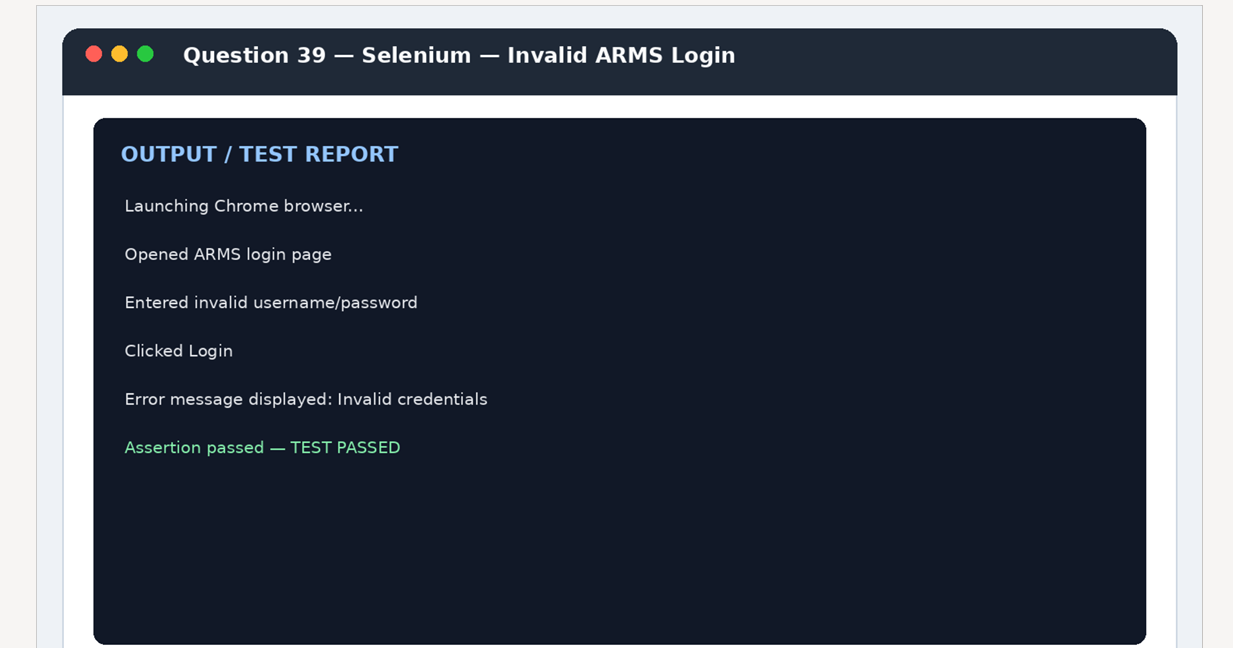 Question 39 — Selenium — Invalid ARMS Login
OUTPUT / TEST REPORT
Launching Chrome browser...
Opened ARMS login page
Entered invalid username/password
Clicked Login
Error message displayed: Invalid credentials
Assertion passed — TEST PASSED